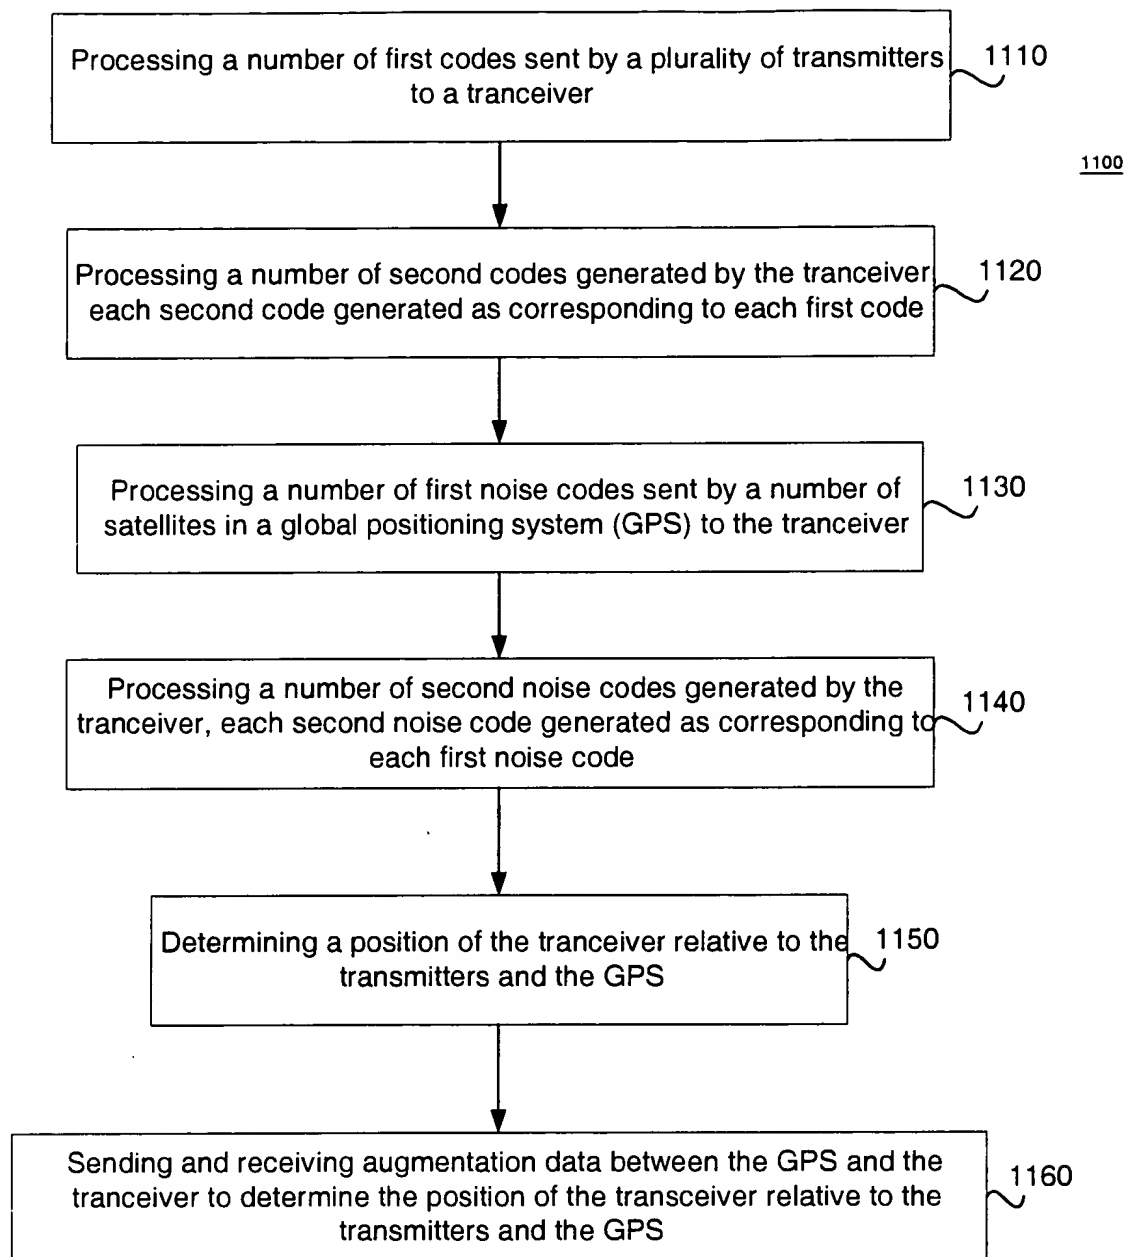 Processing a number of first codes sent by a plurality of transmitters
to a tranceiver
1110
1100
Processing a number of second codes generated by the tranceiver
each second code generated as corresponding to each first code
1120
Processing a number of first noise codes sent by a number of
satellites in a global positioning system (GPS) to the tranceiver
1130
Processing a number of second noise codes generated by the
tranceiver, each second noise code generated as corresponding to
each first noise code
1140
Determining a position of the tranceiver relative to the
transmitters and the GPS
1150
Sending and receiving augmentation data between the GPS and the
tranceiver to determine the position of the transceiver relative to the
transmitters and the GPS
1160